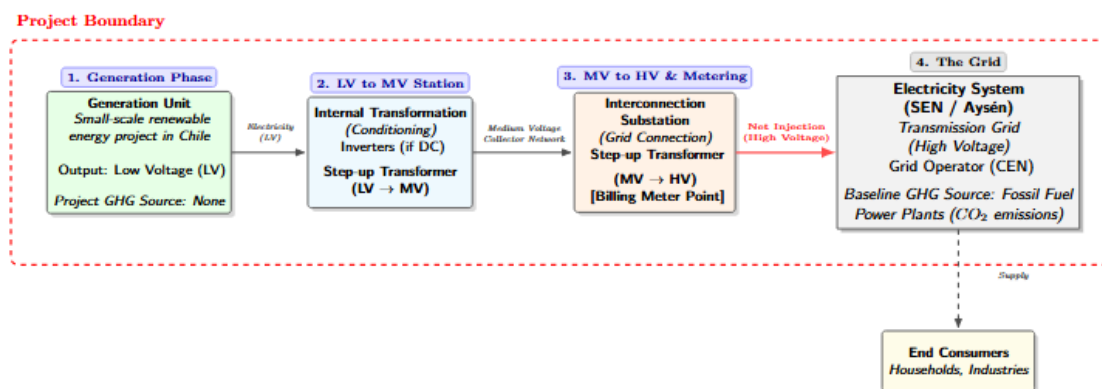 Project Boundary
1. Generation Phase
Generation Unit
Small-scale renewable
energy project in Chile
Output: Low Voltage (LV)
Project GHG Source: None
Electricity
(LV)
2. LV to MV Station
Internal Transformation
(Conditioning)
Inverters (if DC)
Step-up Transformer
(LV → MV)
Medium Voltage
Collector Network
3. MV to HV & Metering
Interconnection
Substation
(Grid Connection)
Step-up Transformer
(MV → HV)
[Billing Meter Point]
Net Injection
(High Voltage)
4. The Grid
Electricity System
(SEN / Aysén)
Transmission Grid
(High Voltage)
Grid Operator (CEN)
Baseline GHG Source: Fossil Fuel
Power Plants (CO₂ emissions)
Supply
End Consumers
Households, Industries